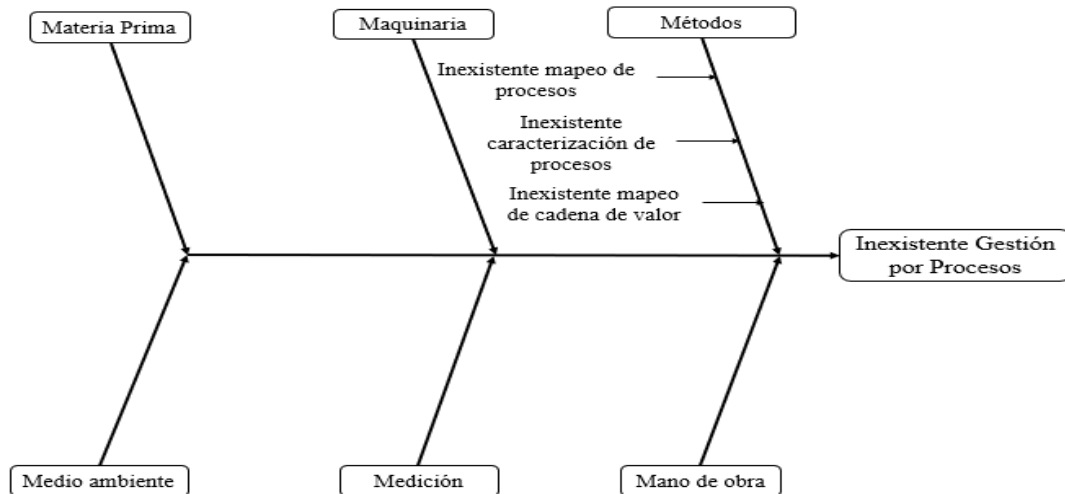 Materia Prima
Maquinaria
Métodos
Inexistente mapeo de
procesos
Inexistente
caracterización de
procesos
Inexistente mapeo
de cadena de valor
Inexistente Gestión
por Procesos
Medio ambiente
Medición
Mano de obra